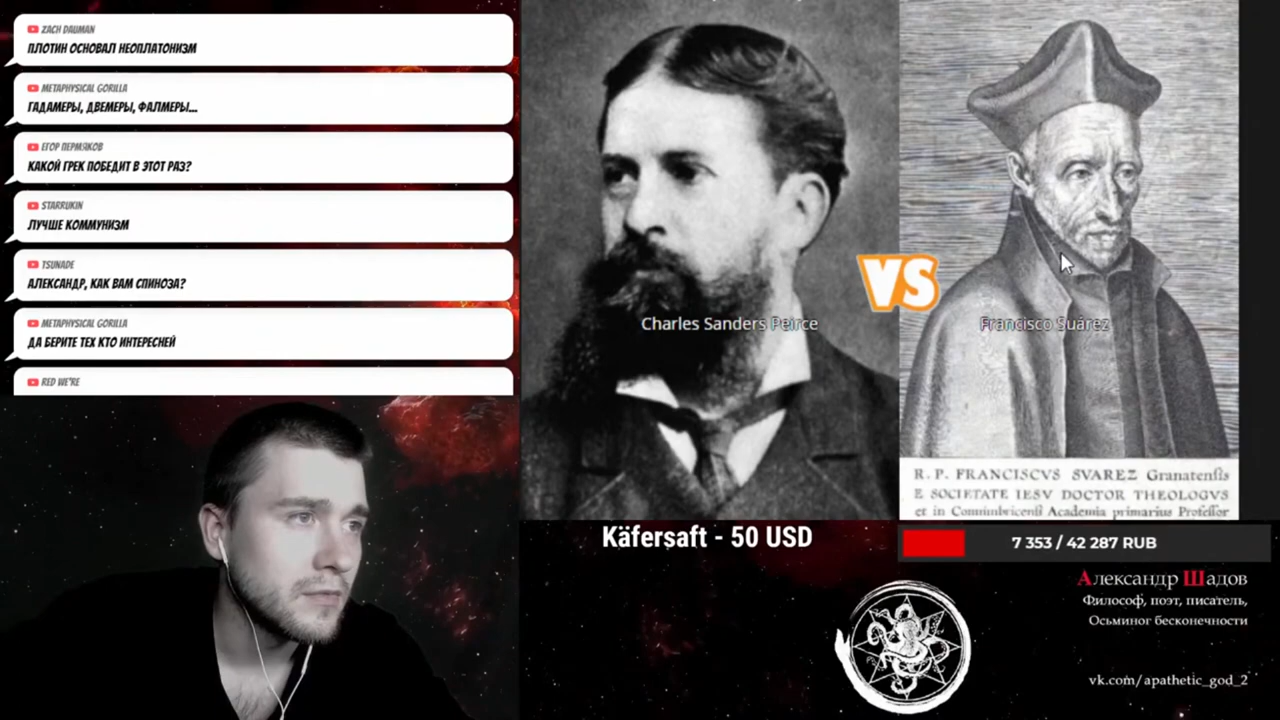 ZACH DAUMAN
ПЛОТИН ОСНОВАЛ НЕОПЛАТОНИЗМ
METAPHYSICAL GORILLA
ГАДАМЕРЫ, ДВЕМЕРЫ, ФАЛМЕРЫ...
ЕГОР ПЕРМЯКОВ
КАКОЙ ГРЕК ПОБЕДИТ В ЭТОТ РАЗ?
STARRUKIN
ЛУЧШЕ КОММУНИЗМ
TSUNADE
АЛЕКСАНДР, КАК ВАМ СПИНОЗА?
METAPHYSICAL GORILLA
ДА БЕРИТЕ ТЕХ КТО ИНТЕРЕСНЕЙ
RED WE'RE
VS
Charles Sanders Peirce
Francisco Suárez
R. P. FRANCISCVS SVAREZ Granatensis
E SOCIETATE IESV DOCTOR THEOLOGVS
et in Conimbricensi Academia primarius Professor
Käfersaft - 50 USD
7 353 / 42 287 RUB
Александр Шадов
Философ, поэт, писатель,
Осьминог бесконечности
vk.com/apathetic_god_2